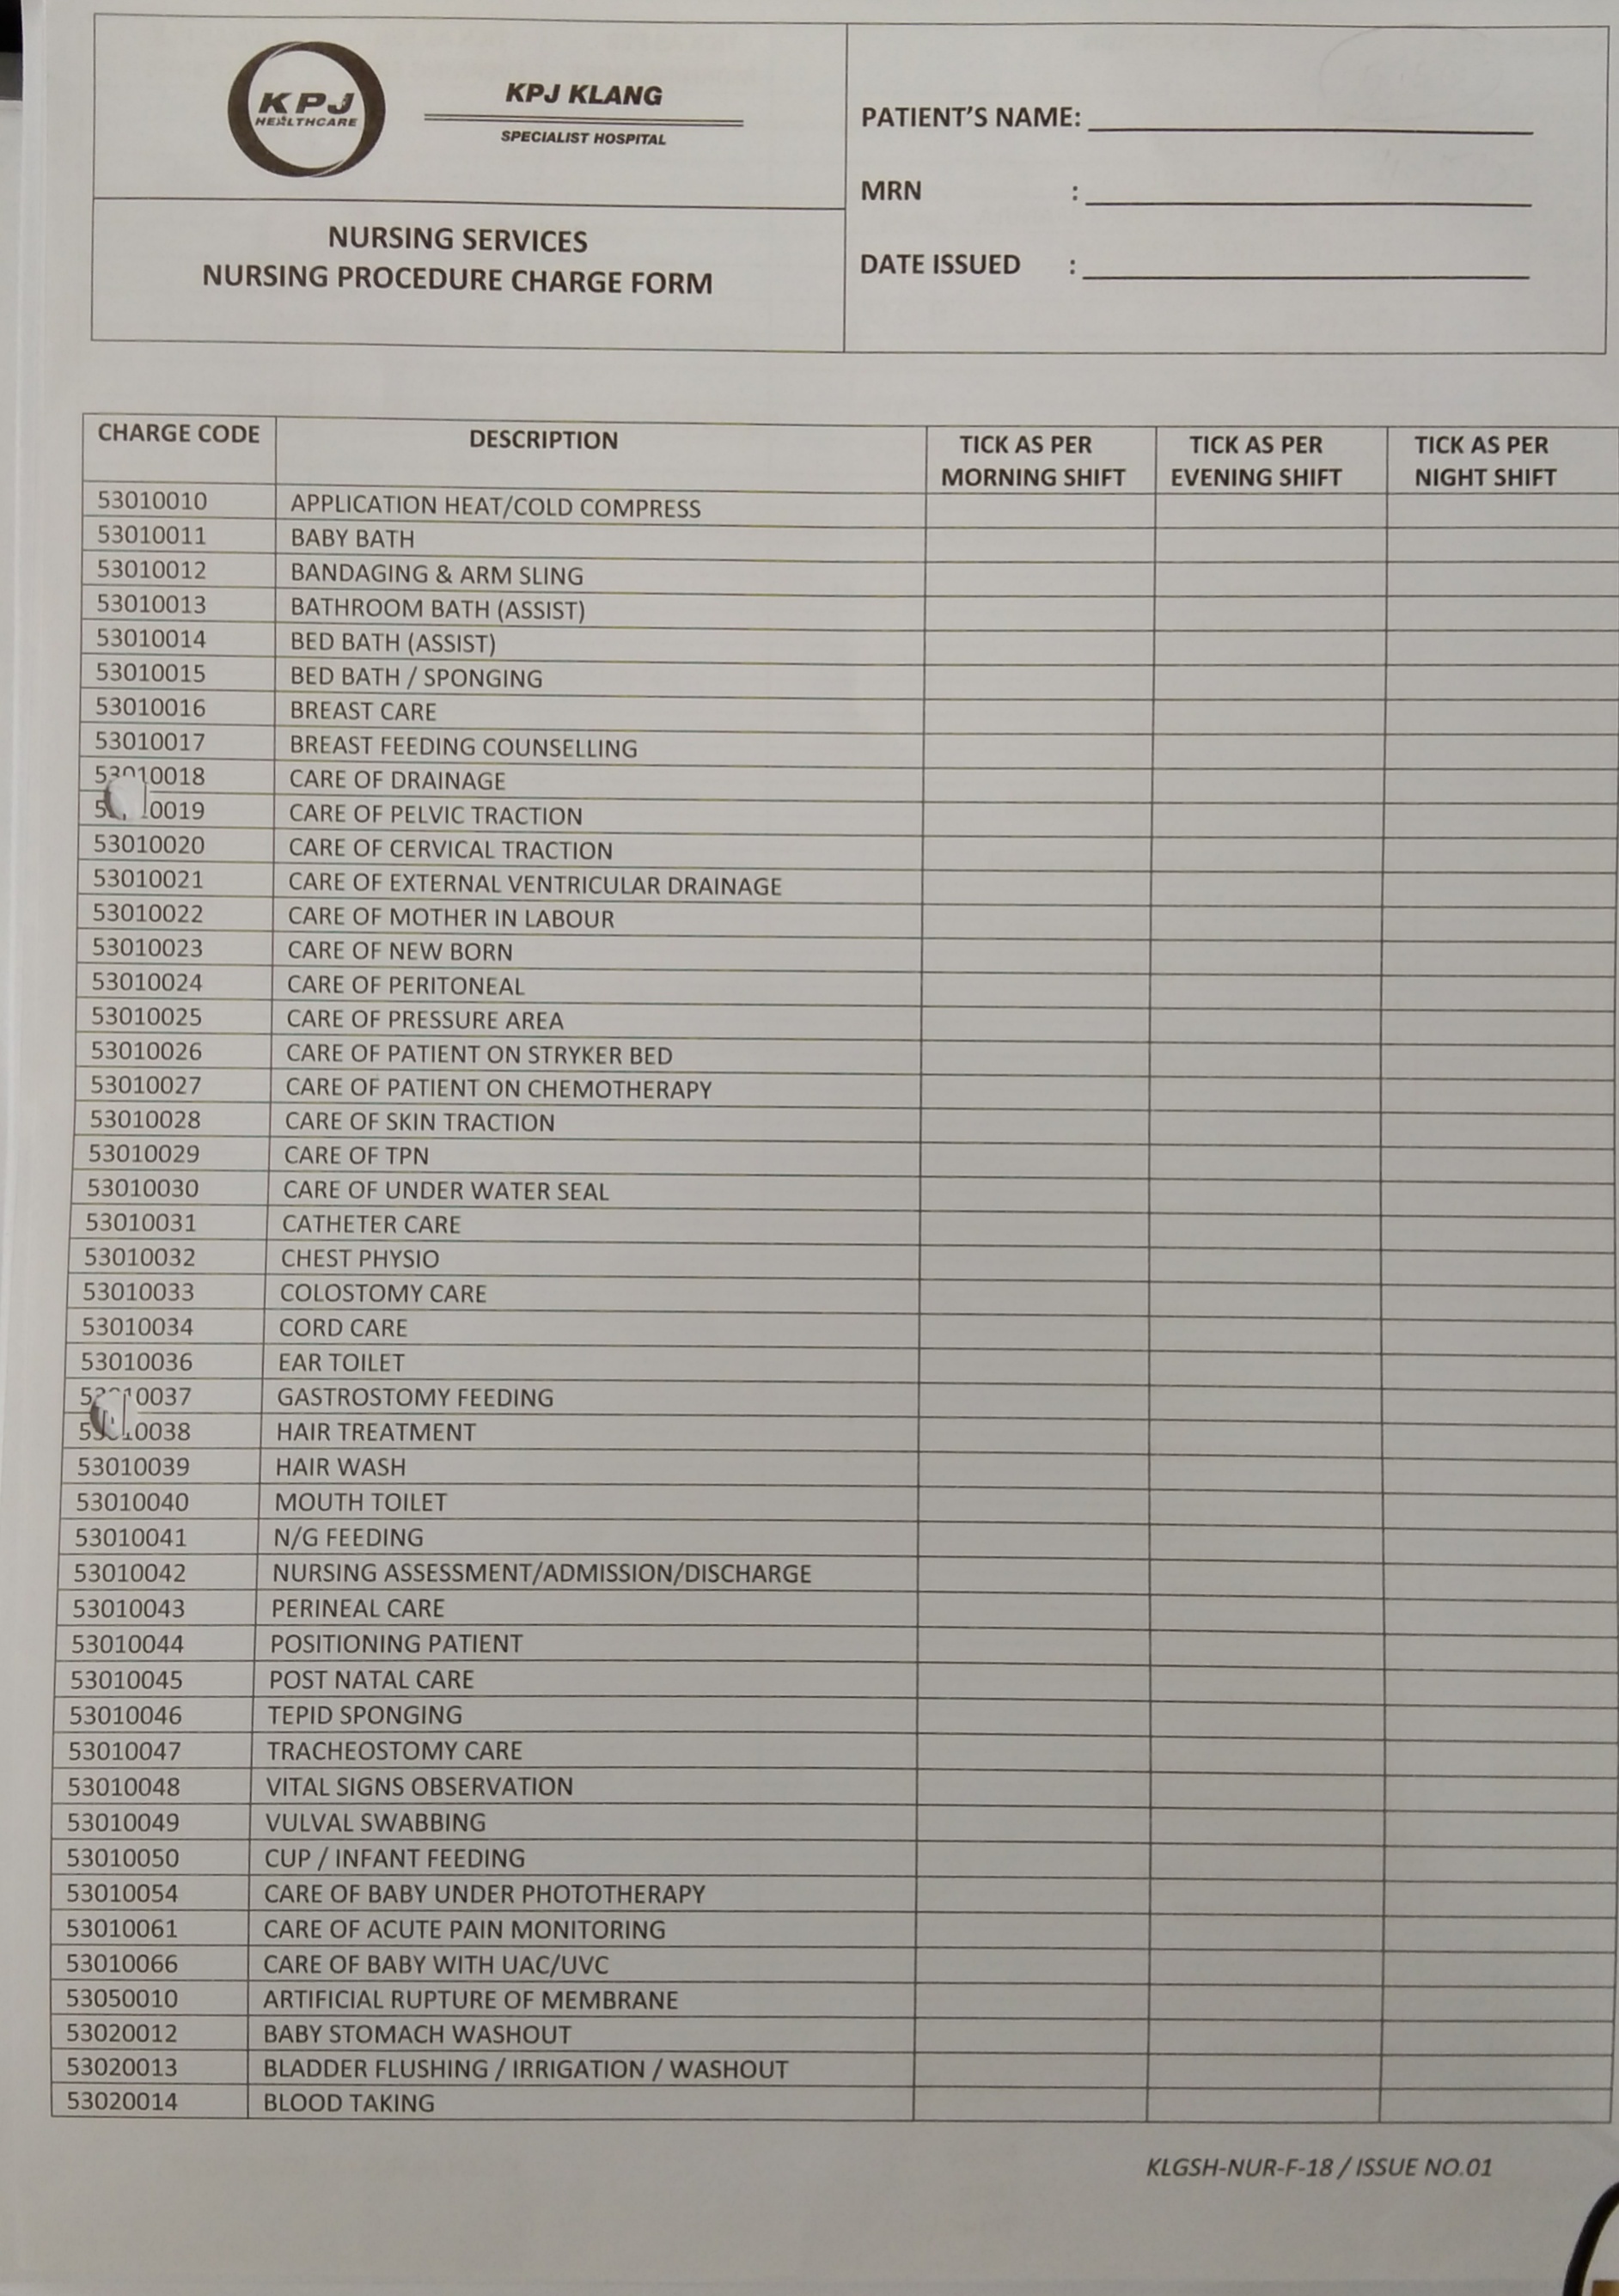 KPJ
HEALTHCARE
KPJ KLANG
SPECIALIST HOSPITAL
NURSING SERVICES
NURSING PROCEDURE CHARGE FORM
PATIENT'S NAME:
MRN :
DATE ISSUED :
CHARGE CODE DESCRIPTION TICK AS PER MORNING SHIFT TICK AS PER EVENING SHIFT TICK AS PER NIGHT SHIFT
53010010 APPLICATION HEAT/COLD COMPRESS
53010011 BABY BATH
53010012 BANDAGING & ARM SLING
53010013 BATHROOM BATH (ASSIST)
53010014 BED BATH (ASSIST)
53010015 BED BATH / SPONGING
53010016 BREAST CARE
53010017 BREAST FEEDING COUNSELLING
53010018 CARE OF DRAINAGE
CARE OF PELVIC TRACTION
53010020 CARE OF CERVICAL TRACTION
53010021 CARE OF EXTERNAL VENTRICULAR DRAINAGE
53010022 CARE OF MOTHER IN LABOUR
53010023 CARE OF NEW BORN
53010024 CARE OF PERITONEAL
53010025 CARE OF PRESSURE AREA
53010026 CARE OF PATIENT ON STRYKER BED
53010027 CARE OF PATIENT ON CHEMOTHERAPY
53010028 CARE OF SKIN TRACTION
53010029 CARE OF TPN
53010030 CARE OF UNDER WATER SEAL
53010031 CATHETER CARE
53010032 CHEST PHYSIO
53010033 COLOSTOMY CARE
53010034 CORD CARE
53010036 EAR TOILET
53010037 GASTROSTOMY FEEDING
53010038 HAIR TREATMENT
53010039 HAIR WASH
53010040 MOUTH TOILET
53010041 N/G FEEDING
53010042 NURSING ASSESSMENT/ADMISSION/DISCHARGE
53010043 PERINEAL CARE
53010044 POSITIONING PATIENT
53010045 POST NATAL CARE
53010046 TEPID SPONGING
53010047 TRACHEOSTOMY CARE
53010048 VITAL SIGNS OBSERVATION
53010049 VULVAL SWABBING
53010050 CUP / INFANT FEEDING
53010054 CARE OF BABY UNDER PHOTOTHERAPY
53010061 CARE OF ACUTE PAIN MONITORING
53010066 CARE OF BABY WITH UAC/UVC
53050010 ARTIFICIAL RUPTURE OF MEMBRANE
53020012 BABY STOMACH WASHOUT
53020013 BLADDER FLUSHING / IRRIGATION / WASHOUT
53020014 BLOOD TAKING
KLGSH-NUR-F-18 / ISSUE NO.01